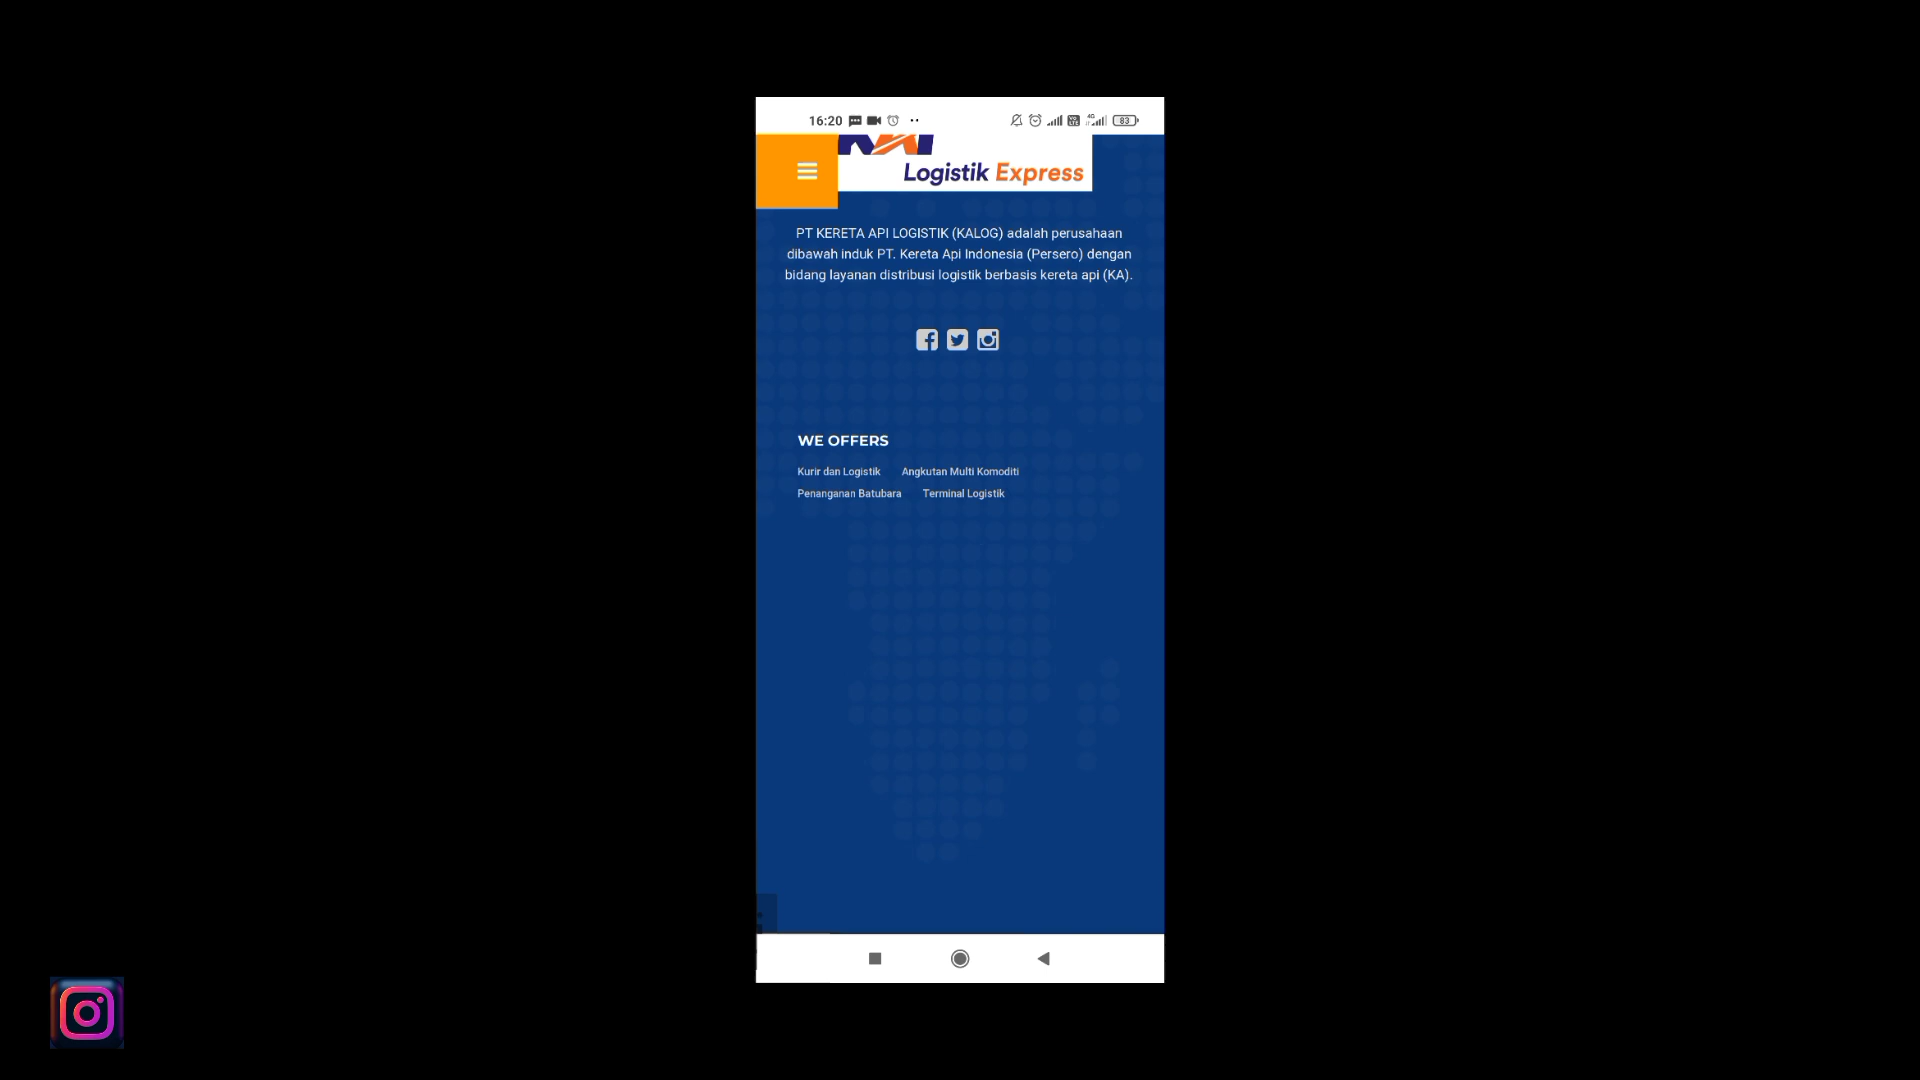 16:20
83
KAI
Logistik Express
PT KERETA API LOGISTIK (KALOG) adalah perusahaan
dibawah induk PT. Kereta Api Indonesia (Persero) dengan
bidang layanan distribusi logistik berbasis kereta api (KA).
WE OFFERS
Kurir dan Logistik Angkutan Multi Komoditi
Penanganan Batubara Terminal Logistik